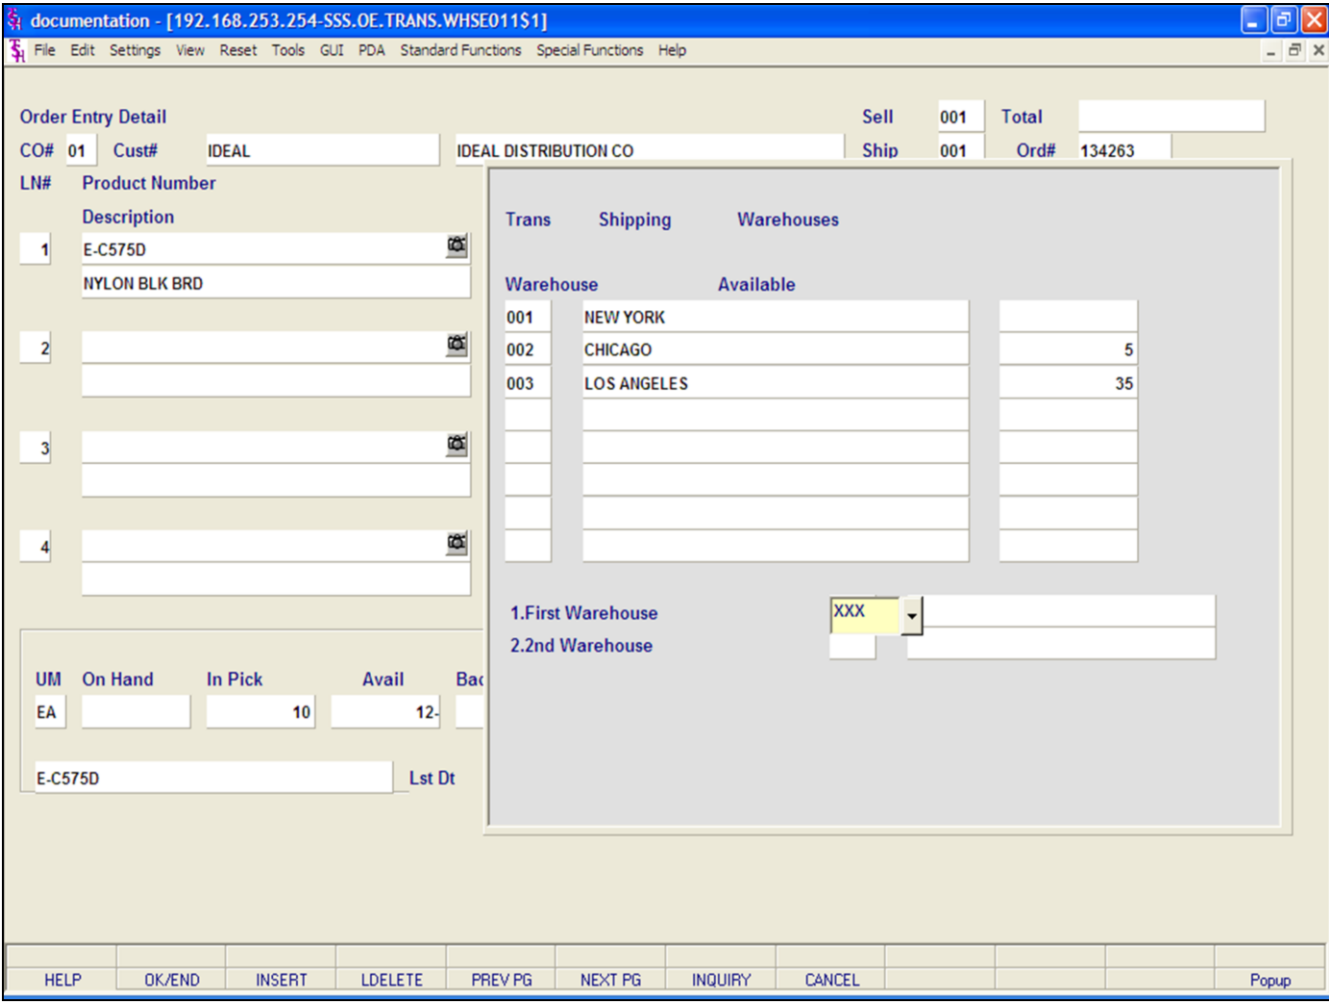 documentation - [192.168.253.254-SSS.OE.TRANS.WHSE011$1]
File Edit Settings View Reset Tools GUI PDA Standard Functions Special Functions Help
Order Entry Detail Sell 001 Total
CO# 01 Cust# IDEAL IDEAL DISTRIBUTION CO Ship 001 Ord# 134263
LN# Product Number
Description
1 E-C575D
NYLON BLK BRD
2
3
4
Trans Shipping Warehouses
Warehouse Available
001 NEW YORK
002 CHICAGO 5
003 LOS ANGELES 35
1.First Warehouse XXX
2.2nd Warehouse
UM On Hand In Pick Avail Bac
EA 10 12-
E-C575D Lst Dt
HELP OK/END INSERT LDELETE PREV PG NEXT PG INQUIRY CANCEL Popup